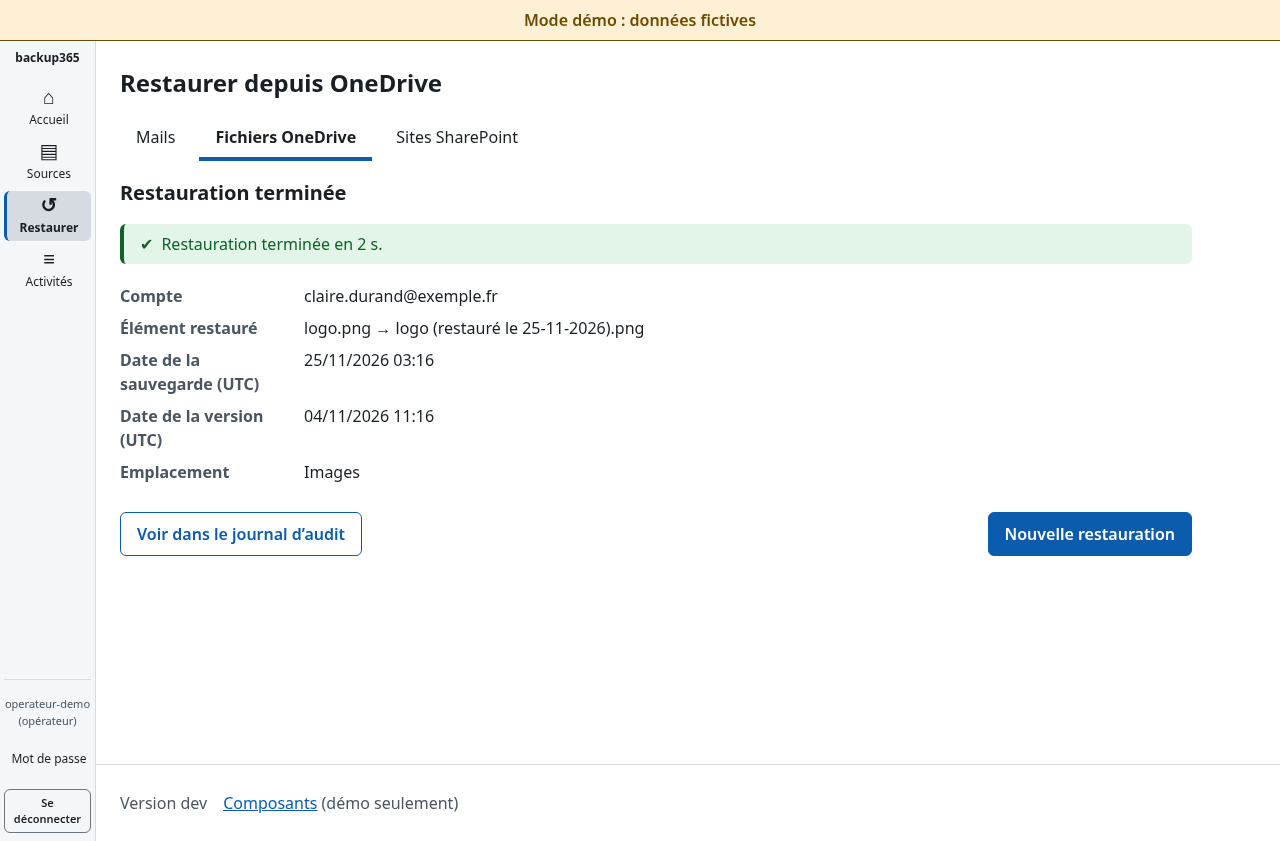 Mode démo : données fictives
backup365
Accueil
Sources
Restaurer
Activités
operateur-demo
(opérateur)
Mot de passe
Se
déconnecter
Restaurer depuis OneDrive
Mails
Fichiers OneDrive
Sites SharePoint
Restauration terminée
✔ Restauration terminée en 2 s.
Compte claire.durand@exemple.fr
Élément restauré logo.png → logo (restauré le 25-11-2026).png
Date de la 25/11/2026 03:16
sauvegarde (UTC)
Date de la version 04/11/2026 11:16
(UTC)
Emplacement Images
Voir dans le journal d’audit
Nouvelle restauration
Version dev Composants (démo seulement)